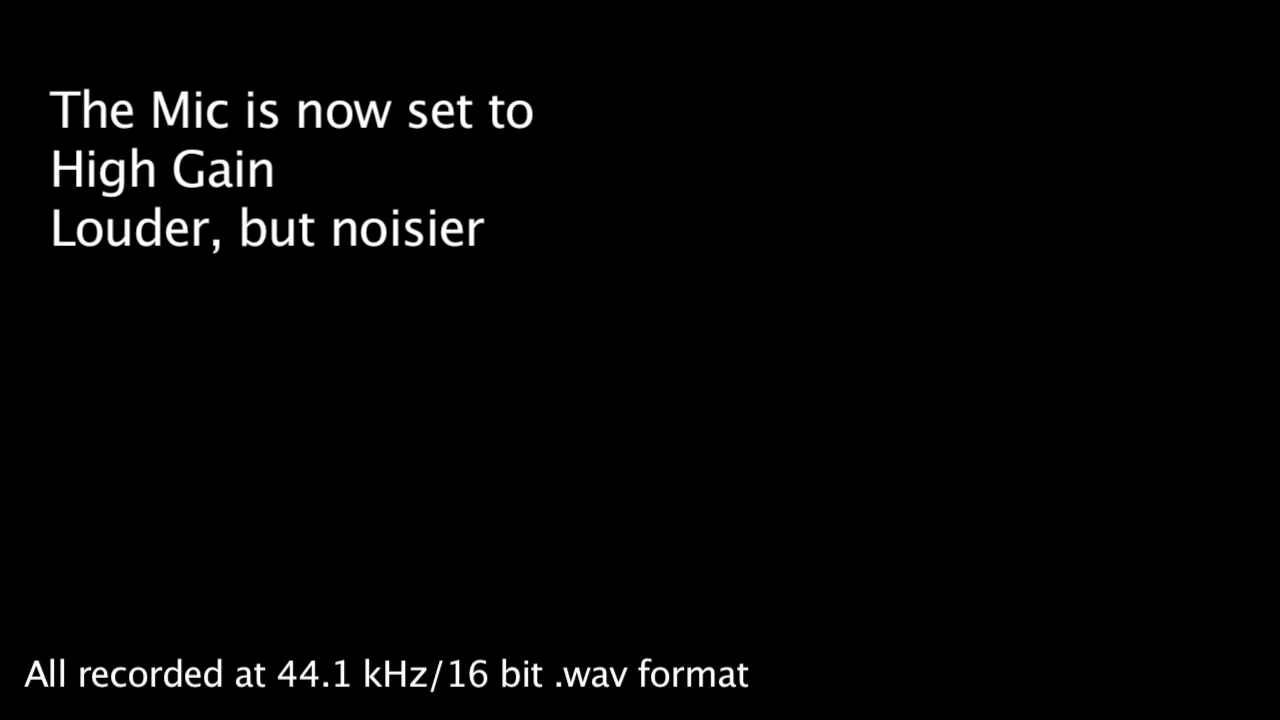 The Mic is now set to
High Gain
Louder, but noisier
All recorded at 44.1 kHz/16 bit .wav format